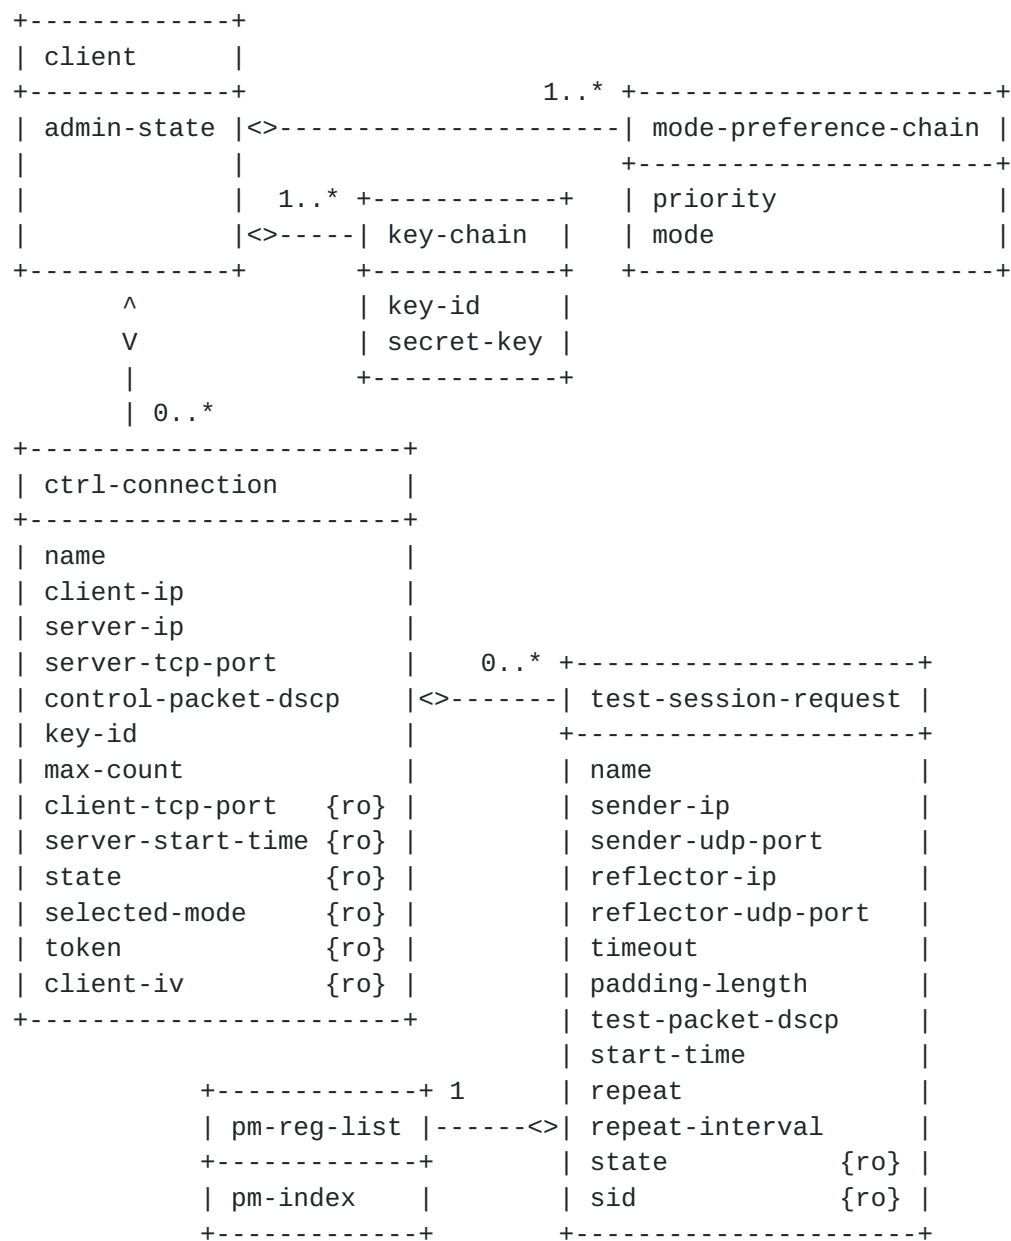 +-------------+
| client      |
+-------------+                   1..* +-----------------------+
| admin-state |<>----------------------| mode-preference-chain |
|             |                        +-----------------------+
|             |  1..* +------------+   | priority              |
|             |<>-----| key-chain  |   | mode                  |
+-------------+       +------------+   +-----------------------+
       ^              | key-id     |
       V              | secret-key |
       |              +------------+
       | 0..*
+------------------------+
| ctrl-connection        |
+------------------------+
| name                   |
| client-ip              |
| server-ip              |
| server-tcp-port        |    0..* +----------------------+
| control-packet-dscp    |<>-------| test-session-request |
| key-id                 |         +----------------------+
| max-count              |         | name                 |
| client-tcp-port   {ro} |         | sender-ip            |
| server-start-time {ro} |         | sender-udp-port      |
| state             {ro} |         | reflector-ip         |
| selected-mode     {ro} |         | reflector-udp-port   |
| token             {ro} |         | timeout              |
| client-iv         {ro} |         | padding-length       |
+------------------------+         | test-packet-dscp     |
                                   | start-time           |
            +-------------+ 1      | repeat               |
            | pm-reg-list |------<>| repeat-interval      |
            +-------------+        | state           {ro} |
            | pm-index    |        | sid             {ro} |
            +-------------+        +----------------------+